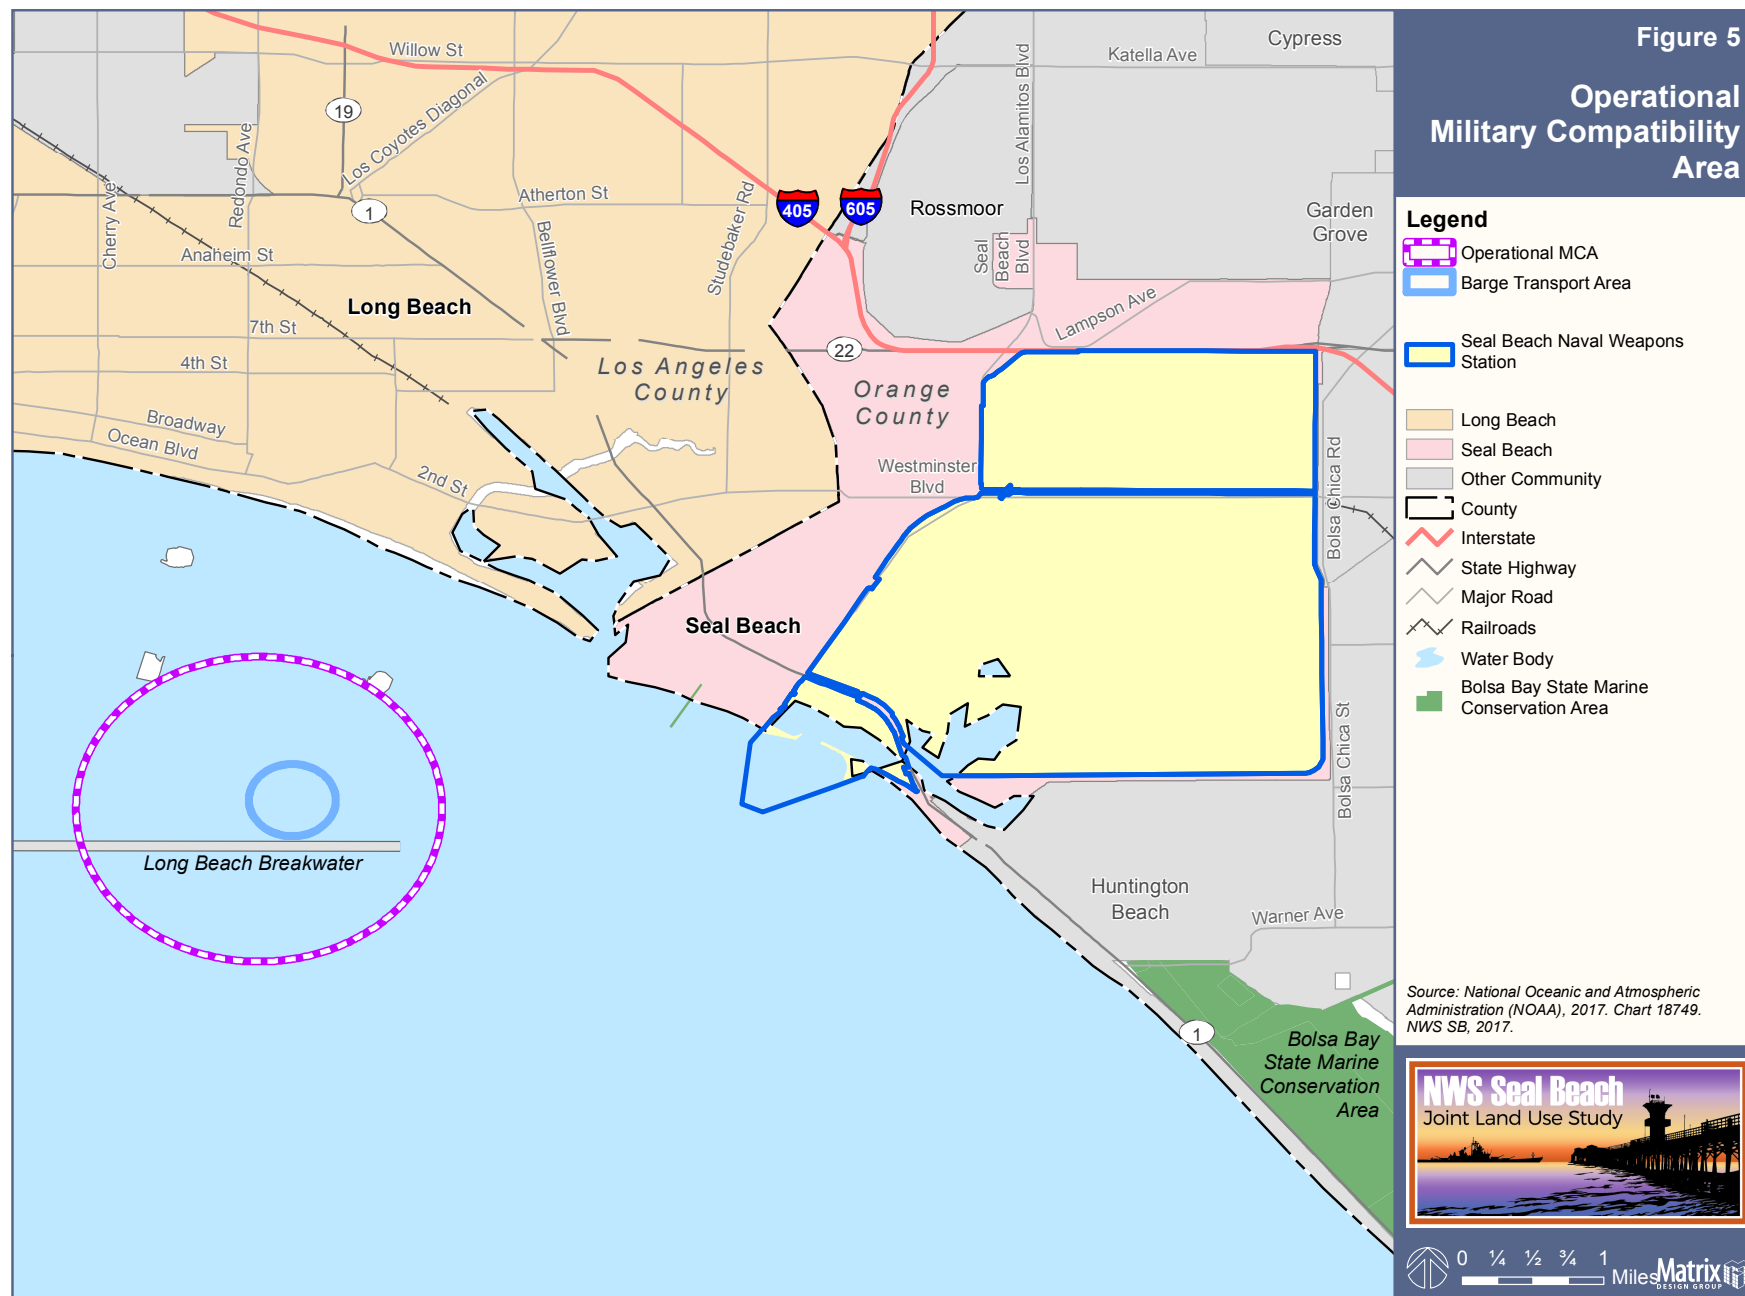 Figure 5
Operational
Military Compatibility
Area
Legend
Operational MCA
Barge Transport Area
Seal Beach Naval Weapons
Station
Long Beach
Seal Beach
Other Community
County
Interstate
State Highway
Major Road
Railroads
Water Body
Bolsa Bay State Marine
Conservation Area
Source: National Oceanic and Atmospheric
Administration (NOAA), 2017. Chart 18749.
NWS SB, 2017.
NWS Seal Beach
Joint Land Use Study
0 ¼ ½ ¾ 1
Miles
Matrix
DESIGN GROUP
Willow St
Katella Ave
Cypress
Los Alamitos Blvd
19
Los Coyotes Diagonal
Redondo Ave
Cherry Ave
1
Atherton St
Studebaker Rd
405
605
Rossmoor
Garden
Grove
Seal
Beach
Blvd
Anaheim St
Bellflower Blvd
Long Beach
Lampson Ave
7th St
22
4th St
Los Angeles
County
Orange
County
Broadway
Ocean Blvd
2nd St
Westminster
Blvd
Bolsa Chica Rd
Seal Beach
Bolsa Chica St
Long Beach Breakwater
Huntington
Beach
Warner Ave
1
Bolsa Bay
State Marine
Conservation
Area